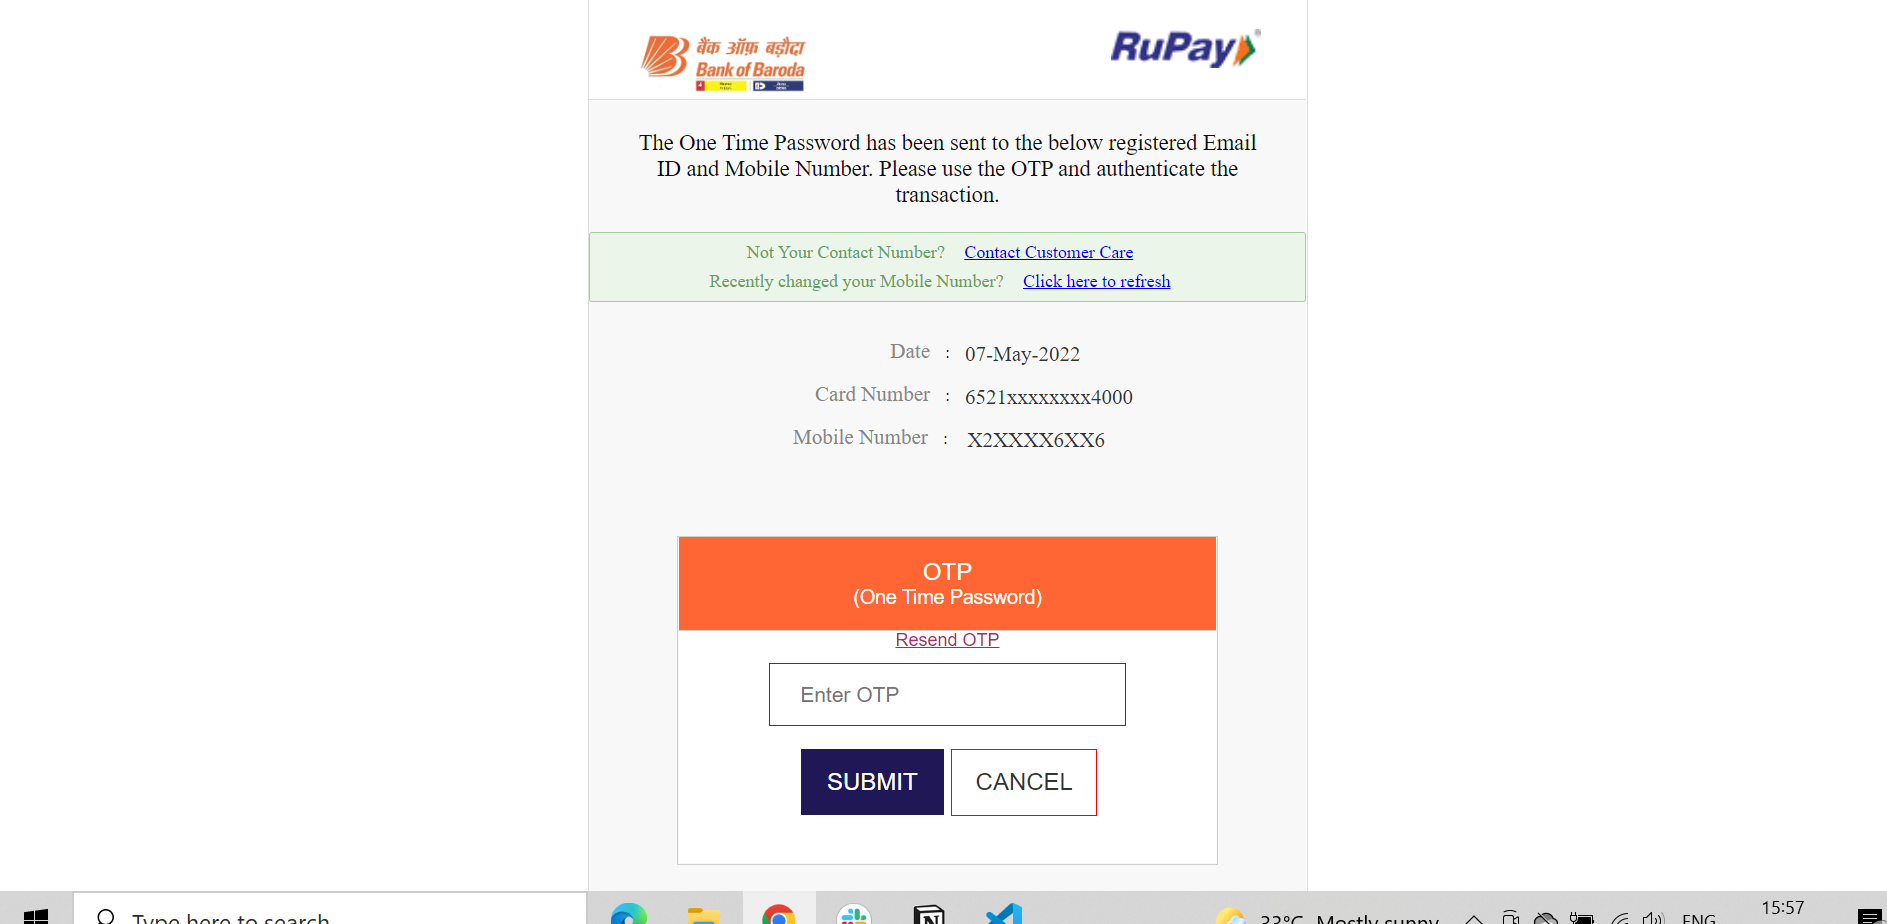 बैंक ऑफ़ बड़ौदा
Bank of Baroda
RuPay
The One Time Password has been sent to the below registered Email
ID and Mobile Number. Please use the OTP and authenticate the
transaction.
Not Your Contact Number? Contact Customer Care
Recently changed your Mobile Number? Click here to refresh
Date : 07-May-2022
Card Number : 6521xxxxxxxx4000
Mobile Number : X2XXXX6XX6
OTP
(One Time Password)
Resend OTP
Enter OTP
SUBMIT CANCEL
Type here to search
33°C Mostly sunny
ENG
15:57